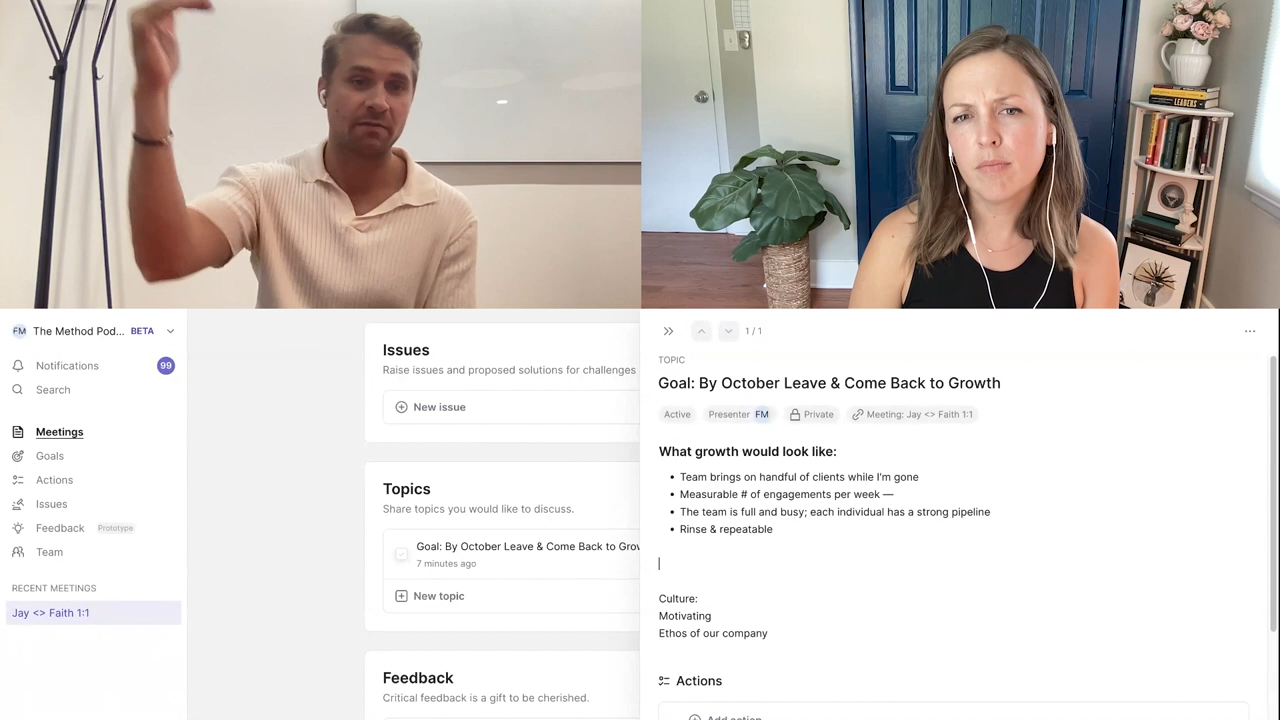 LEADERS
FM The Method Pod... BETA
Notifications 99
Search
Meetings
Goals
Actions
Issues
Feedback Prototype
Team
RECENT MEETINGS
Jay <> Faith 1:1
Issues
Raise issues and proposed solutions for challenges
New issue
Topics
Share topics you would like to discuss.
Goal: By October Leave & Come Back to Grow
7 minutes ago
New topic
Feedback
Critical feedback is a gift to be cherished.
1 / 1
TOPIC
Goal: By October Leave & Come Back to Growth
Active Presenter FM Private Meeting: Jay <> Faith 1:1
What growth would look like:
• Team brings on handful of clients while I'm gone
• Measurable # of engagements per week —
• The team is full and busy; each individual has a strong pipeline
• Rinse & repeatable
Culture:
Motivating
Ethos of our company
Actions
Add action